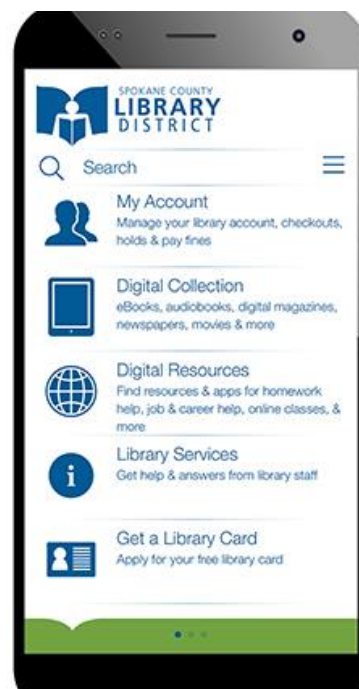 SPOKANE COUNTY
LIBRARY
DISTRICT
Search
My Account
Manage your library account, checkouts,
holds & pay fines
Digital Collection
eBooks, audiobooks, digital magazines,
newspapers, movies & more
Digital Resources
Find resources & apps for homework
help, job & career help, online classes, &
more
Library Services
Get help & answers from library staff
Get a Library Card
Apply for your free library card